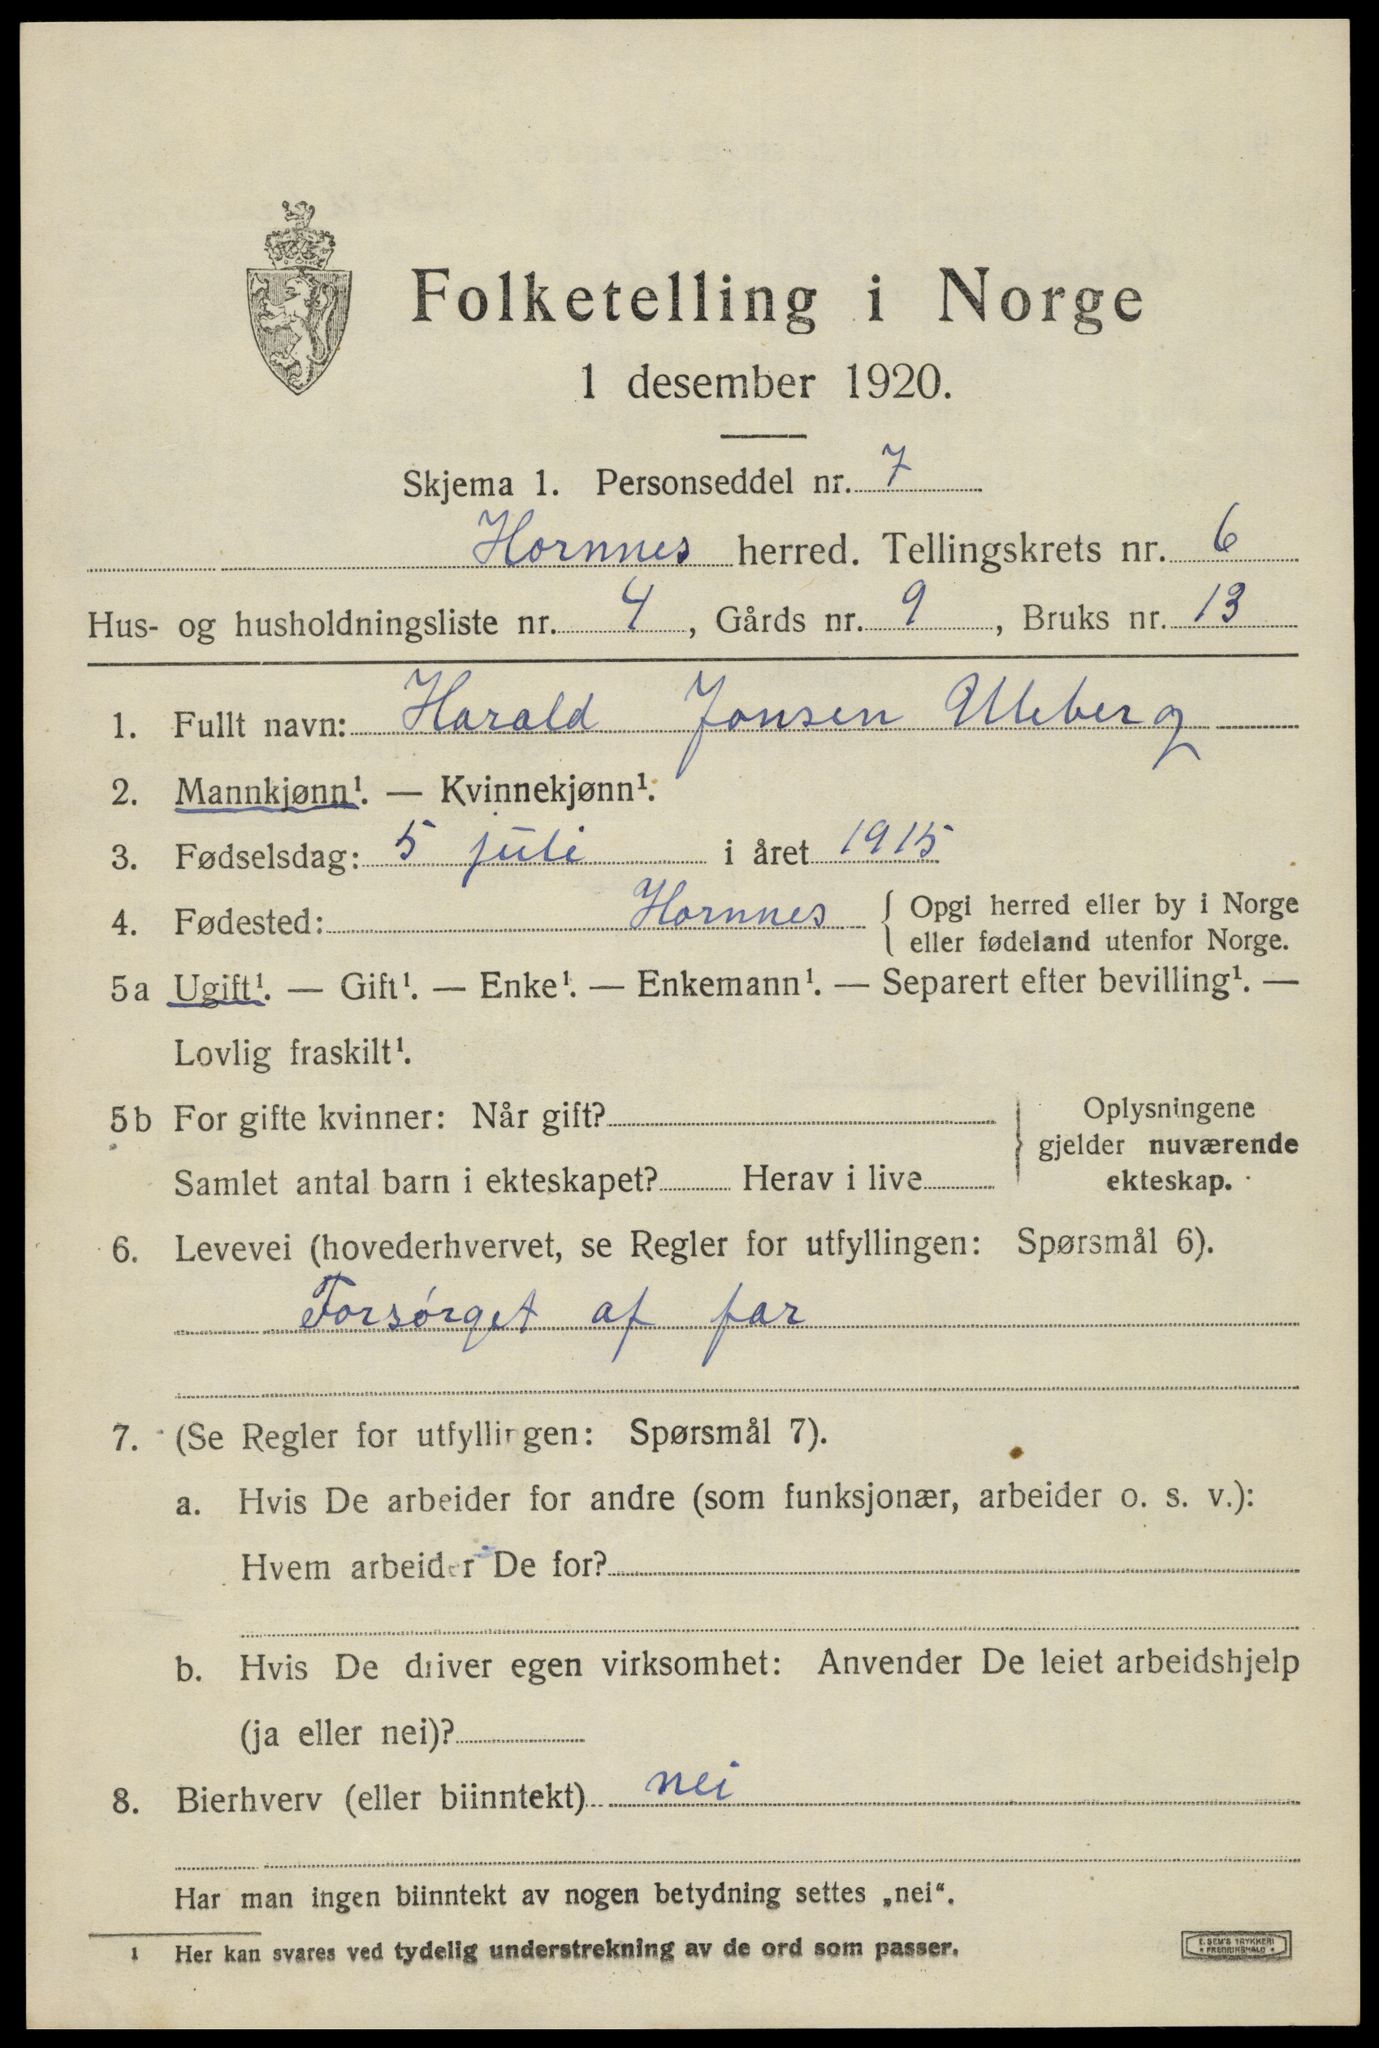 Folketelling i Norge
1 desember 1920.
Skjema 1. Personseddel nr. 7
Hornnes herred. Tellingskrets nr. 6
Hus- og husholdningsliste nr. 4, Gårds nr. 9, Bruks nr. 13
1. Fullt navn: Harald Jonsen Uleberg
2. Mannkjønn¹. — Kvinnekjønn¹.
3. Fødselsdag: 5 juli i året 1915
4. Fødested: Hornnes { Opgi herred eller by i Norge
eller fødeland utenfor Norge.
5a Ugift¹. — Gift¹. — Enke¹. — Enkemann¹. — Separert efter bevilling¹. —
Lovlig fraskilt¹.
5b For gifte kvinner: Når gift? } Oplysningene
gjelder nuværende
Samlet antal barn i ekteskapet? Herav i live ekteskap.
6. Levevei (hovederhvervet, se Regler for utfyllingen: Spørsmål 6).
Forsørget af far
7. (Se Regler for utfyllingen: Spørsmål 7).
a. Hvis De arbeider for andre (som funksjonær, arbeider o. s. v.):
Hvem arbeider De for?
b. Hvis De driver egen virksomhet: Anvender De leiet arbeidshjelp
(ja eller nei)?
8. Bierhverv (eller biinntekt) nei
Har man ingen biinntekt av nogen betydning settes „nei“.
1 Her kan svares ved tydelig understrekning av de ord som passer.
E. SEM'S TRYKKERI
• FREDRIKSHALD •